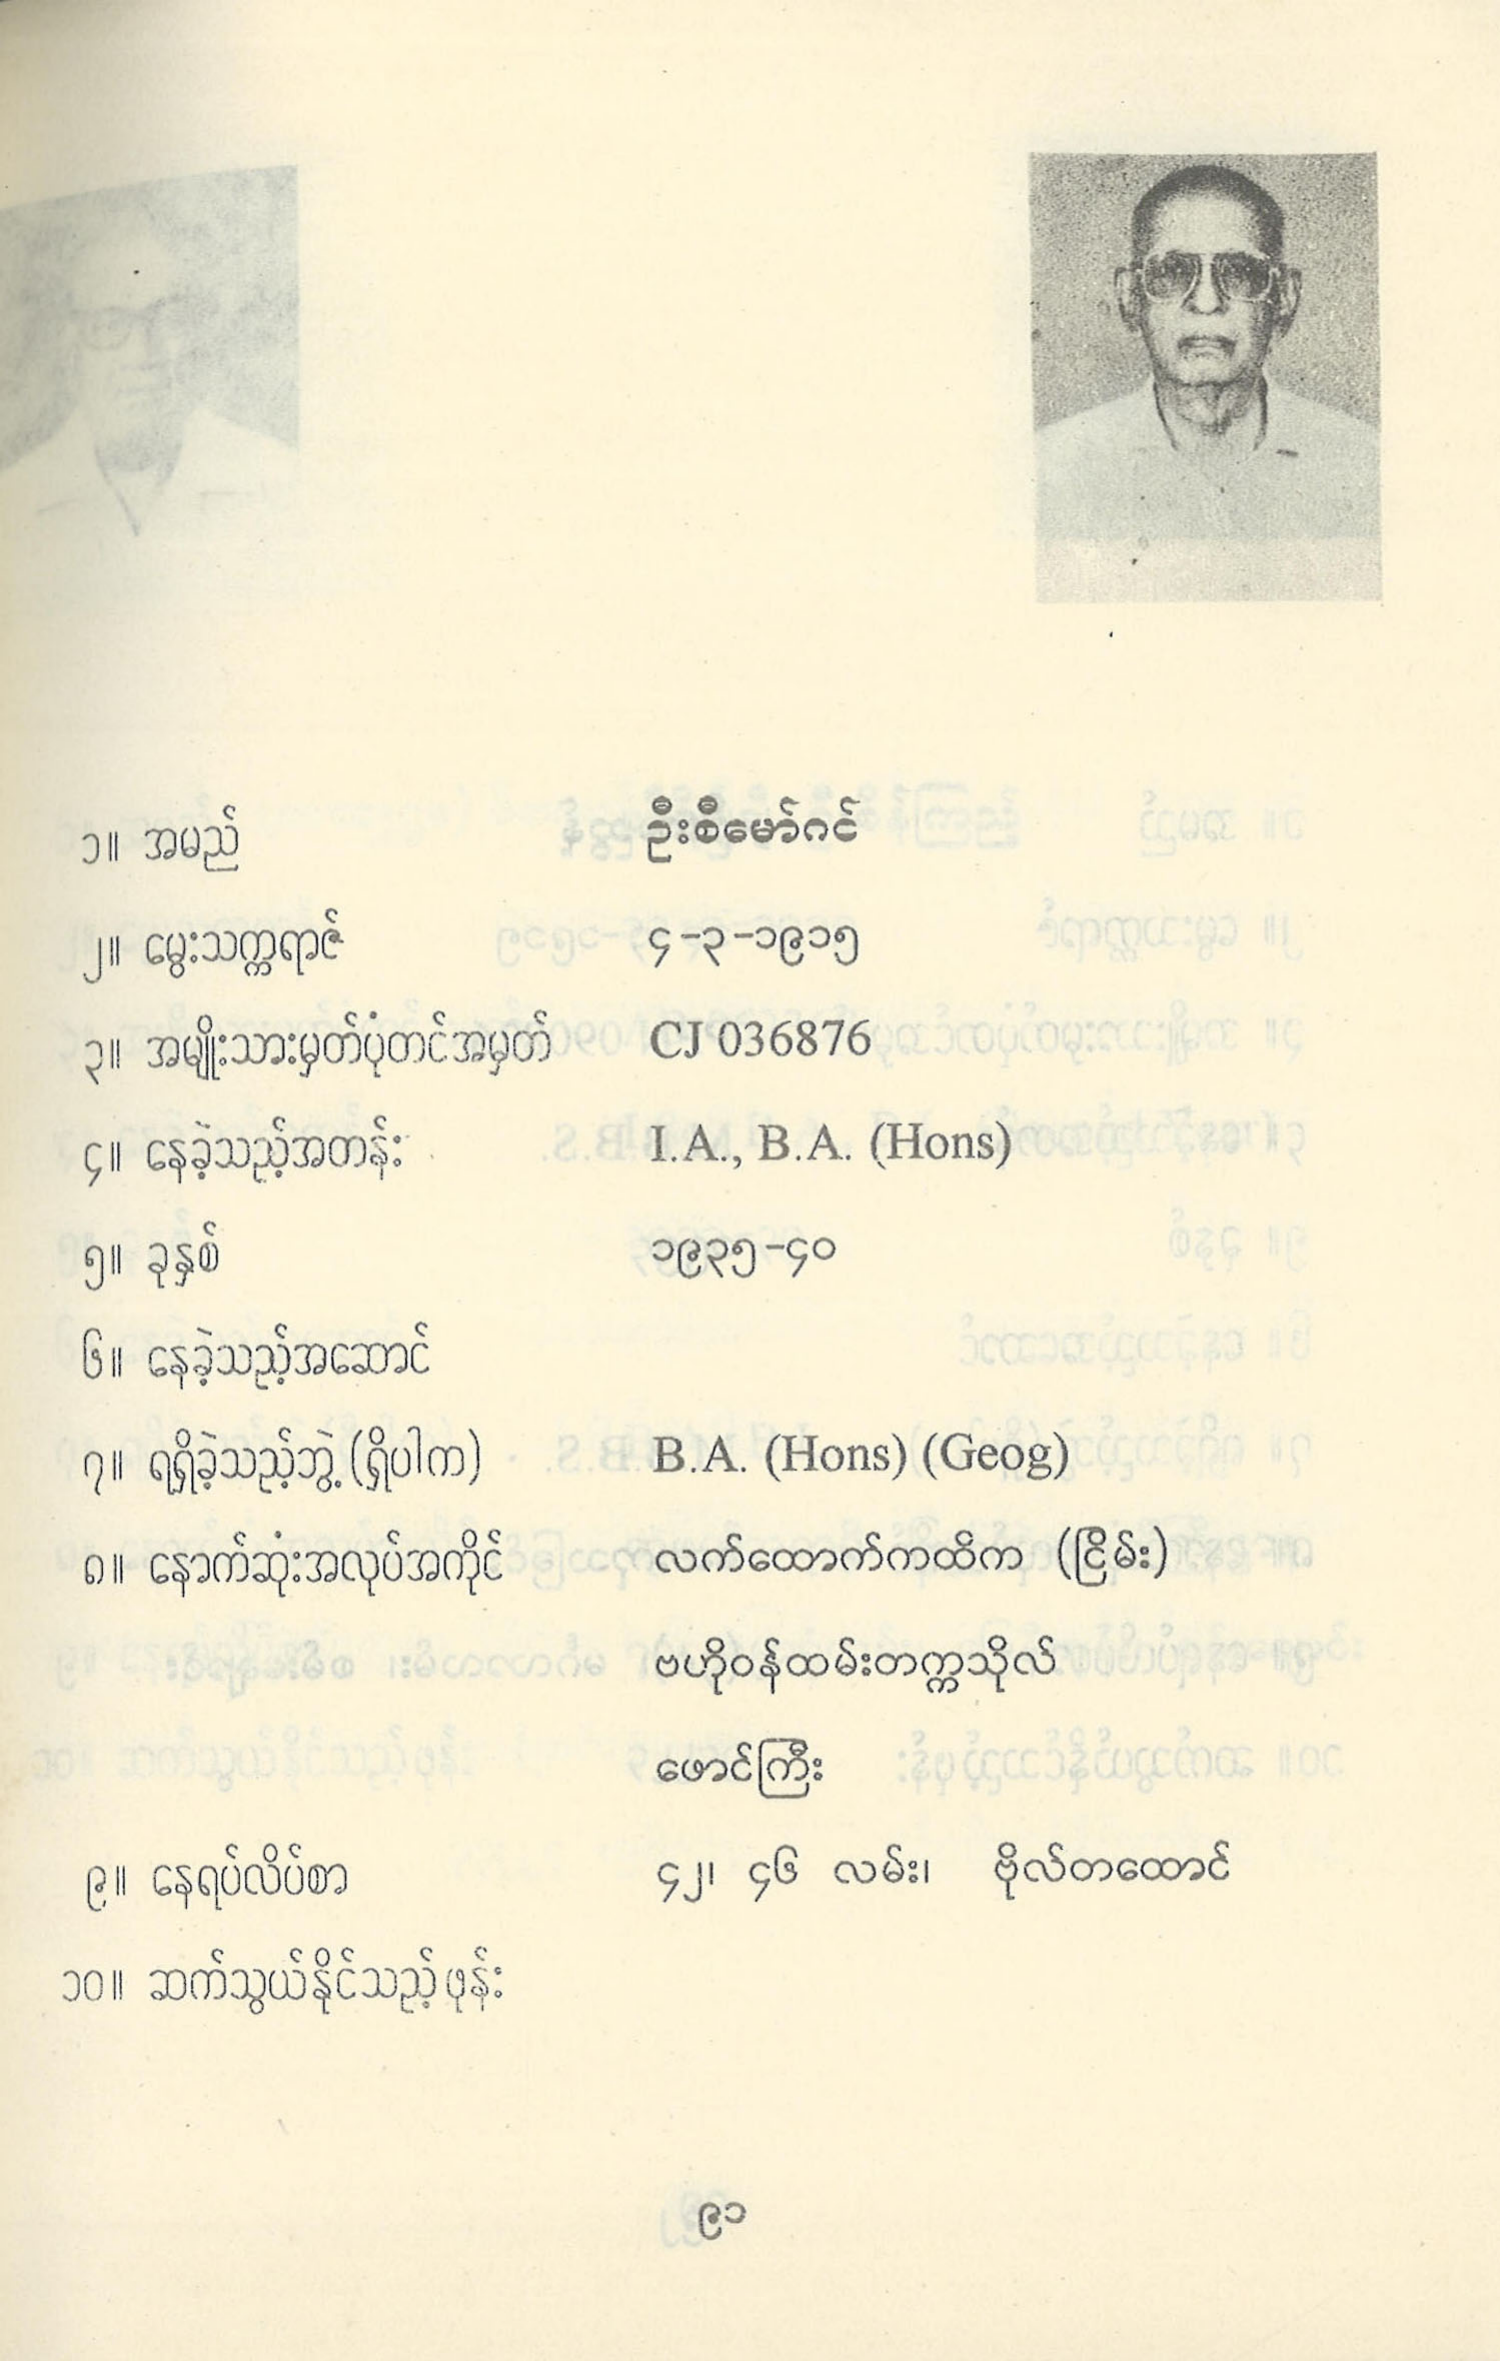 ၁။ အမည် ဦးစီမော်ဂင်
၂။ မွေးသက္ကရာဇ် ၄-၃-၁၉၁၅
၃။ အမျိုးသားမှတ်ပုံတင်အမှတ် CJ 036876
၄။ နေခဲ့သည့်အတန်း I.A., B.A. (Hons)
၅။ ခုနှစ် ၁၉၃၅-၄၀
၆။ နေခဲ့သည့်အဆောင်
၇။ ရရှိခဲ့သည့်ဘွဲ့ (ရှိပါက) B.A. (Hons) (Geog)
၈။ နောက်ဆုံးအလုပ်အကိုင် လက်ထောက်ကထိက (ငြိမ်း)
ဗဟိုဝန်ထမ်းတက္ကသိုလ်
ဖောင်ကြီး
၉။ နေရပ်လိပ်စာ ၄၂၊ ၄၆ လမ်း၊ ဗိုလ်တထောင်
၁၀။ ဆက်သွယ်နိုင်သည့်ဖုန်း
၉၁